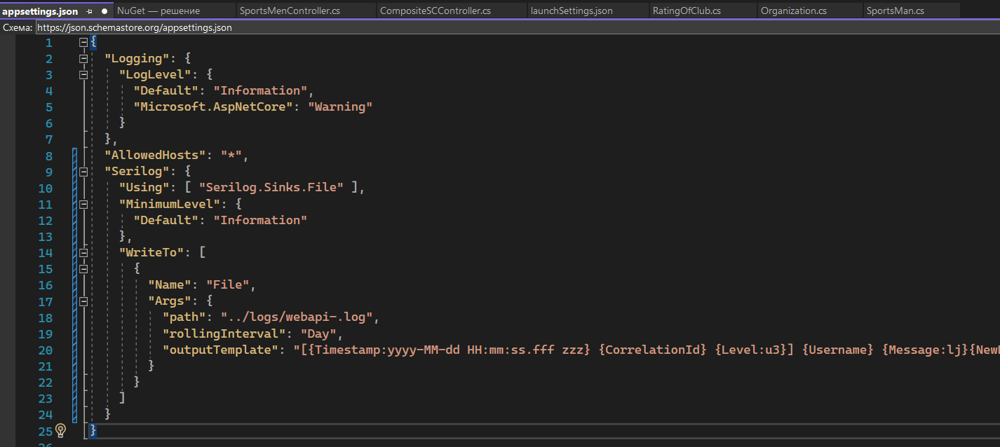 appsettings.json NuGet — решение SportsMenController.cs CompositeSCController.cs launchSettings.json RatingOfClub.cs Organization.cs SportsMan.cs
Схема: https://json.schemastore.org/appsettings.json
1 {
2 "Logging": {
3 "LogLevel": {
4 "Default": "Information",
5 "Microsoft.AspNetCore": "Warning"
6 }
7 },
8 "AllowedHosts": "*",
9 "Serilog": {
10 "Using": [ "Serilog.Sinks.File" ],
11 "MinimumLevel": {
12 "Default": "Information"
13 },
14 "WriteTo": [
15 {
16 "Name": "File",
17 "Args": {
18 "path": "../logs/webapi-.log",
19 "rollingInterval": "Day",
20 "outputTemplate": "[{Timestamp:yyyy-MM-dd HH:mm:ss.fff zzz} {CorrelationId} {Level:u3}] {Username} {Message:lj}{New
21 }
22 }
23 ]
24 }
25 }